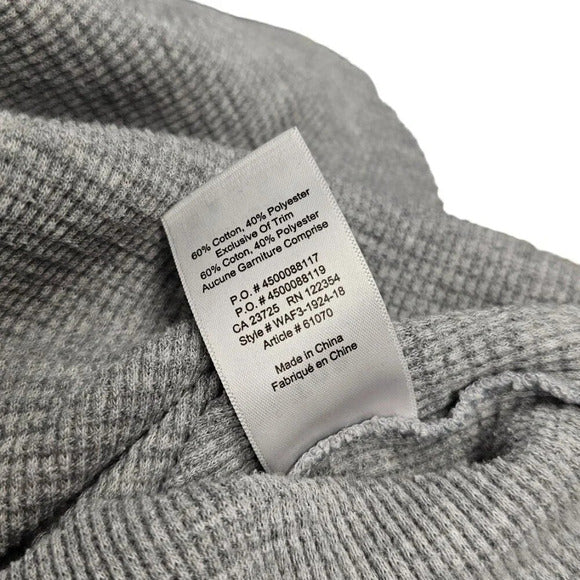 60% Cotton, 40% Polyester
Exclusive Of Trim
60% Coton, 40% Polyester
Aucune Garniture Comprise
P.O. # 4500088117
P.O. # 4500088119
CA 23725 RN 122354
Style # WAF3-1924-18
Article # 61070
Made in China
Fabriqué en Chine